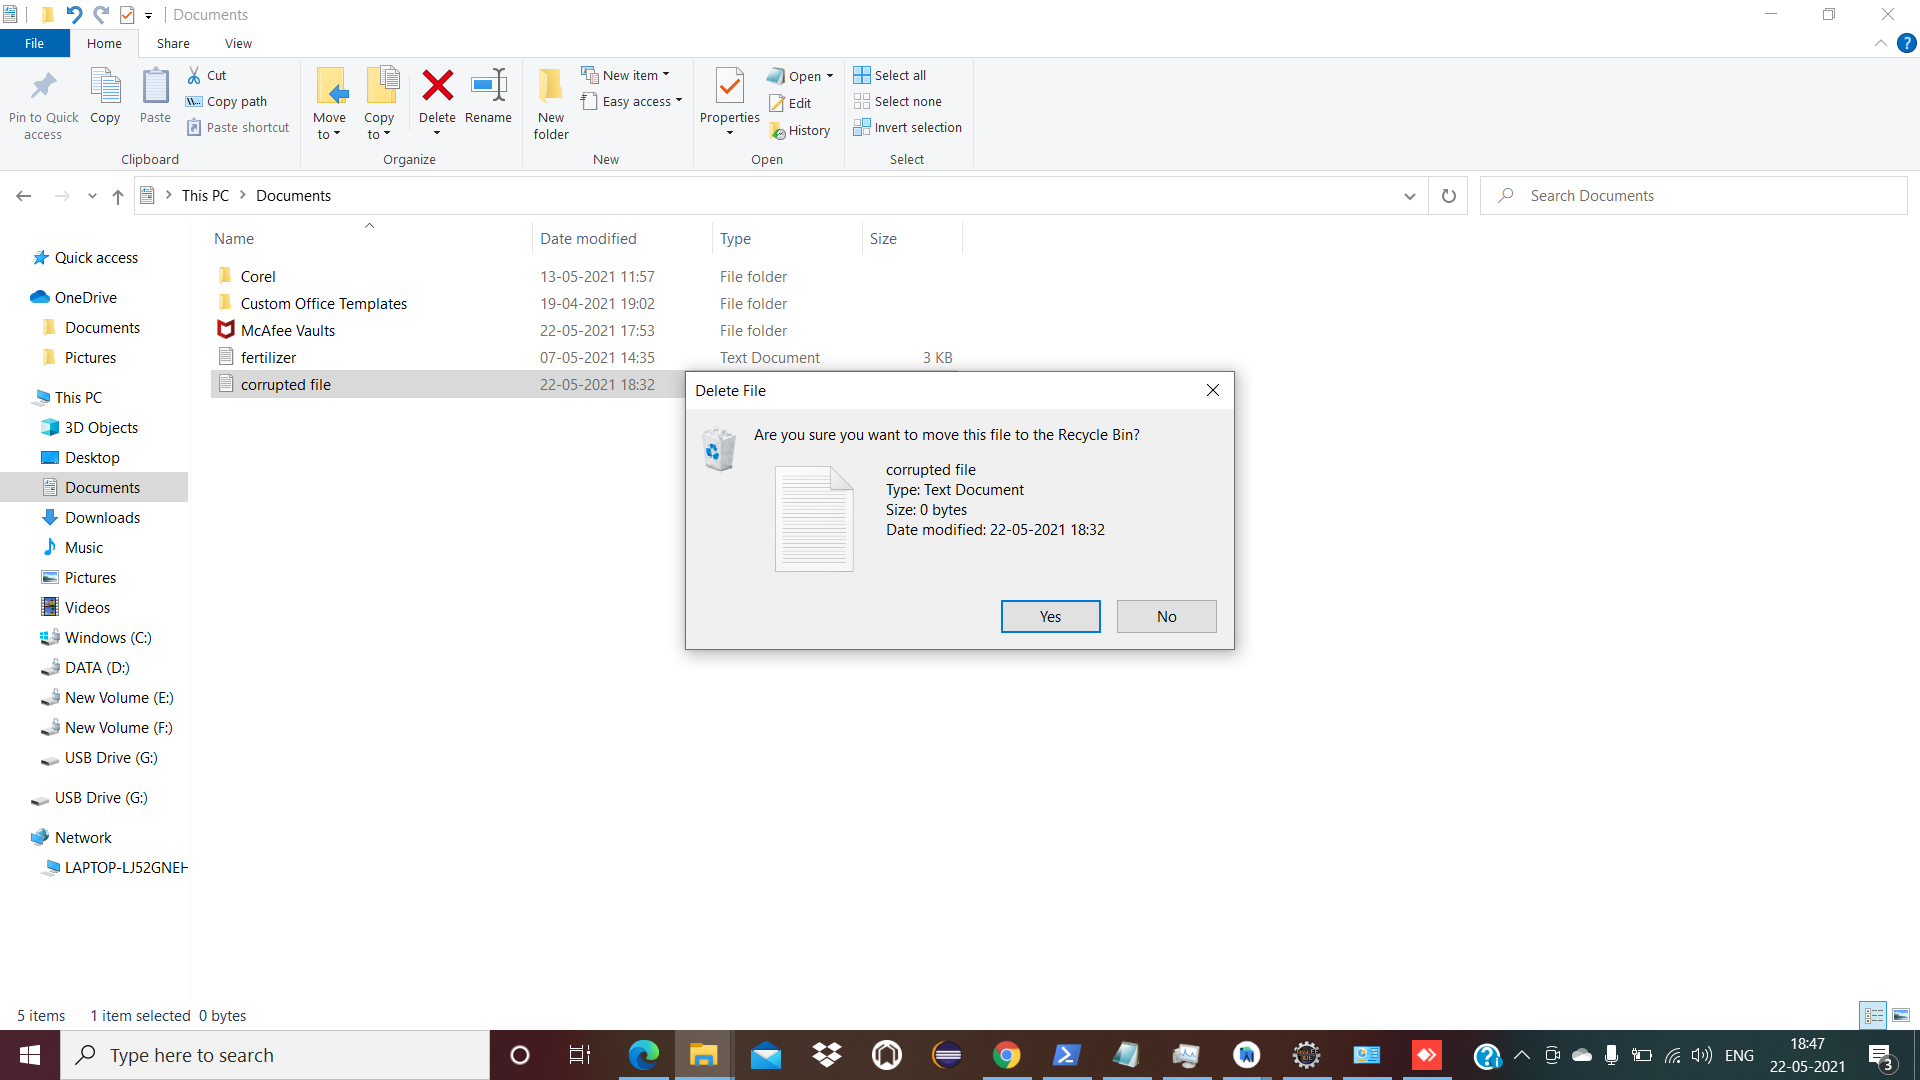 Documents
File
Home
Share
View
Pin to Quick access
Copy
Paste
Cut
Copy path
Paste shortcut
Clipboard
Move to
Copy to
Delete
Rename
Organize
New folder
New item
Easy access
New
Properties
Open
Edit
History
Open
Select all
Select none
Invert selection
Select
This PC
Documents
Search Documents
Name
Date modified
Type
Size
Corel 13-05-2021 11:57 File folder
Custom Office Templates 19-04-2021 19:02 File folder
McAfee Vaults 22-05-2021 17:53 File folder
fertilizer 07-05-2021 14:35 Text Document 3 KB
corrupted file 22-05-2021 18:32
Quick access
OneDrive
Documents
Pictures
This PC
3D Objects
Desktop
Documents
Downloads
Music
Pictures
Videos
Windows (C:)
DATA (D:)
New Volume (E:)
New Volume (F:)
USB Drive (G:)
USB Drive (G:)
Network
LAPTOP-LJ52GNEH
Delete File
Are you sure you want to move this file to the Recycle Bin?
corrupted file
Type: Text Document
Size: 0 bytes
Date modified: 22-05-2021 18:32
Yes
No
5 items 1 item selected 0 bytes
Type here to search
ENG
18:47
22-05-2021
3